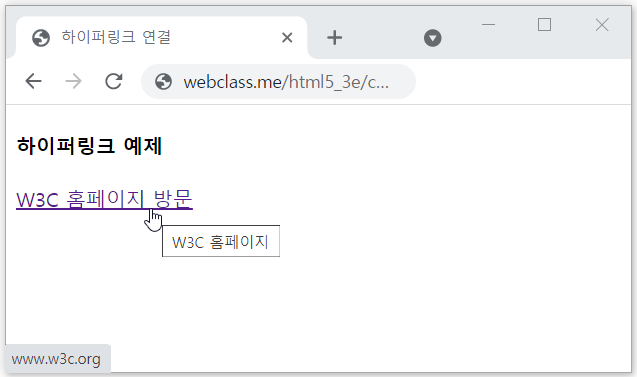 하이퍼링크 연결
webclass.me/html5_3e/c...
하이퍼링크 예제
W3C 홈페이지 방문
W3C 홈페이지
www.w3c.org